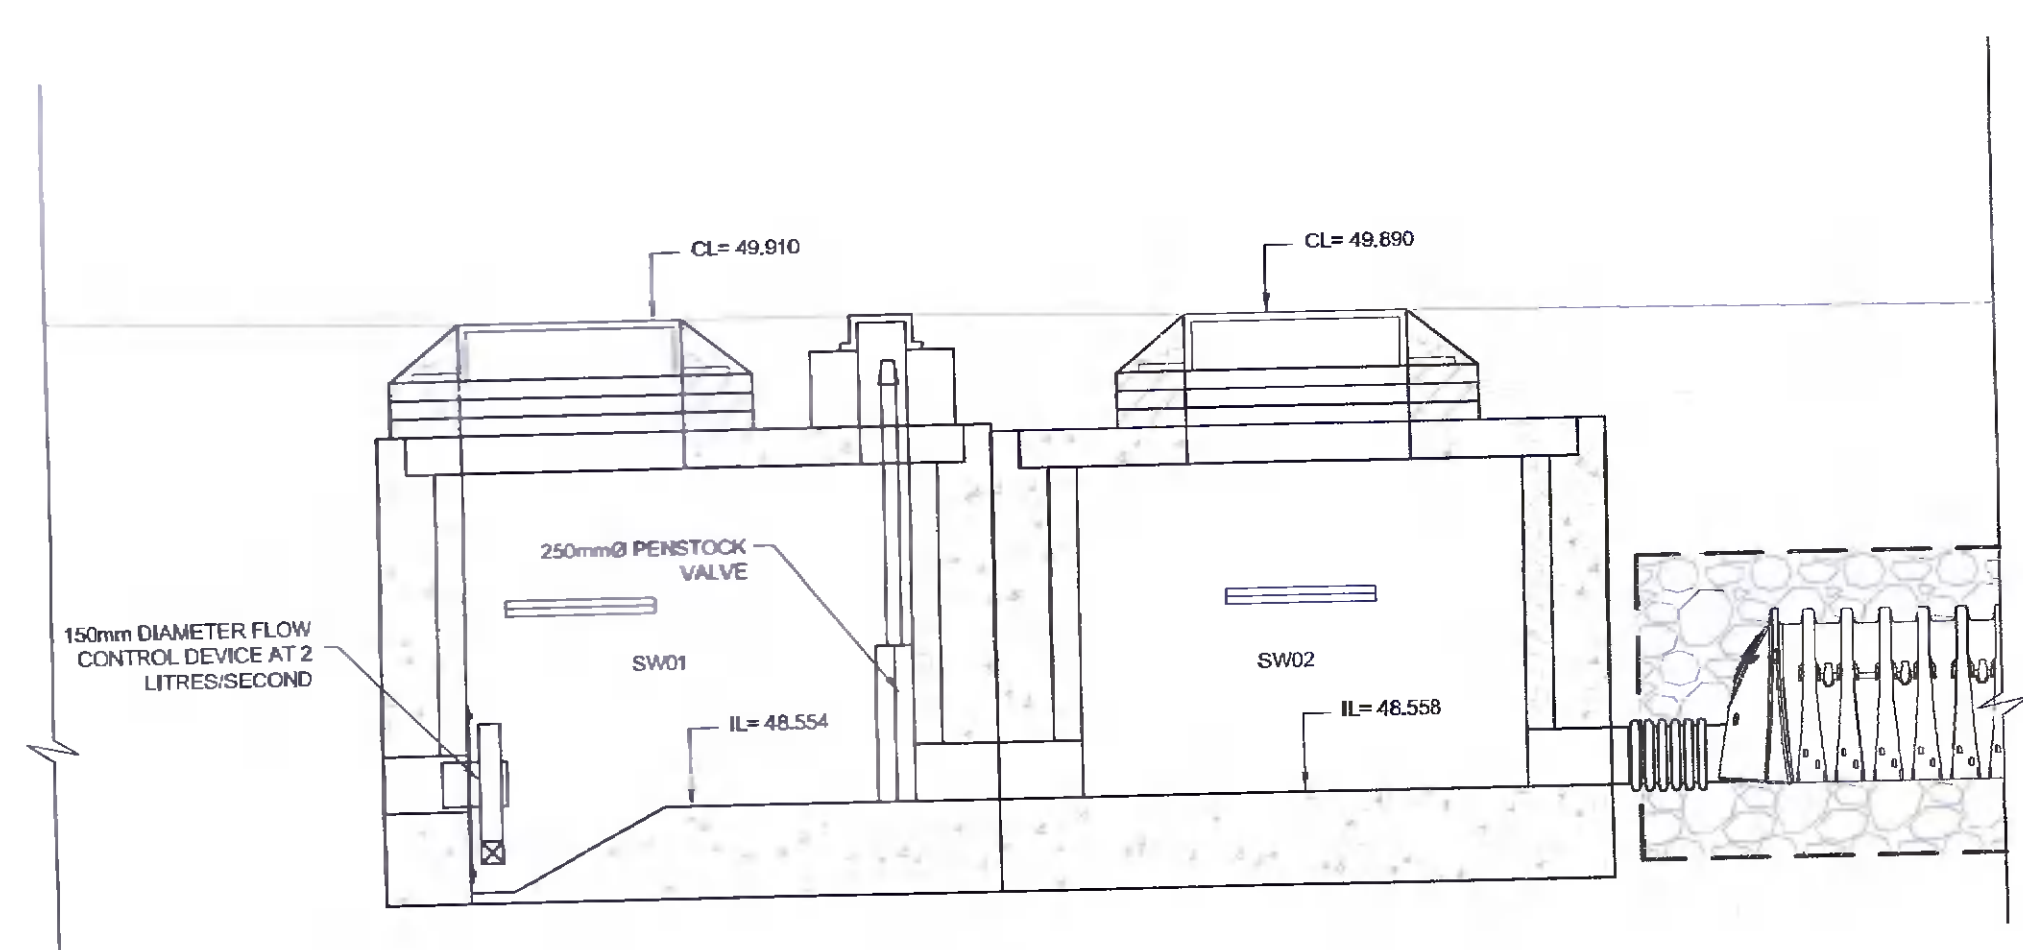 CL= 49.910
CL= 49.890
250mmØ PENSTOCK
VALVE
150mm DIAMETER FLOW
CONTROL DEVICE AT 2
LITRES/SECOND
SW01
SW02
IL= 48.554
IL= 48.558